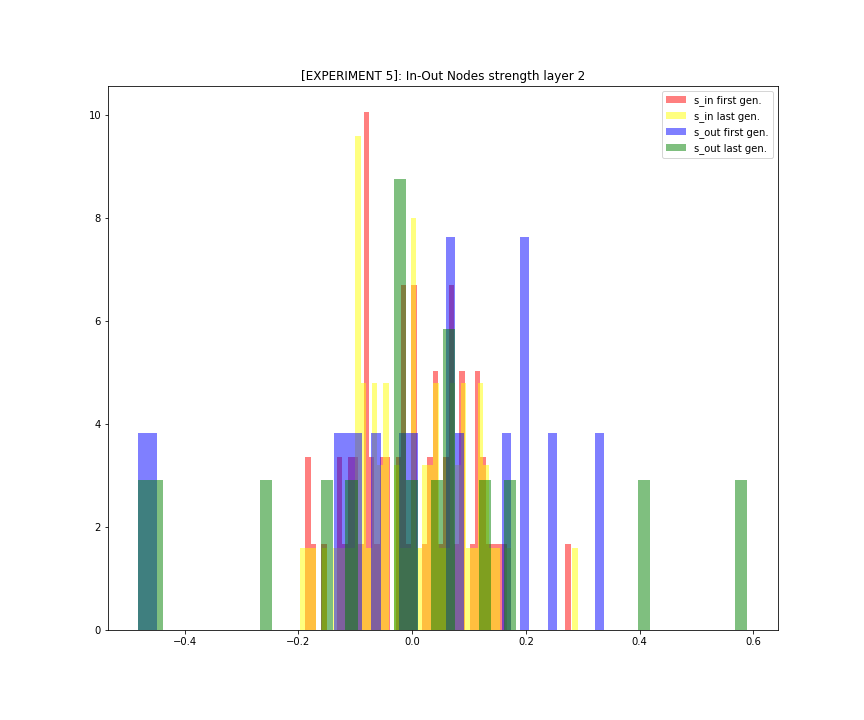 [EXPERIMENT 5]: In-Out Nodes strength layer 2
s_in first gen.
s_in last gen.
s_out first gen.
s_out last gen.
10
8
6
4
2
0
−0.4
−0.2
0.0
0.2
0.4
0.6